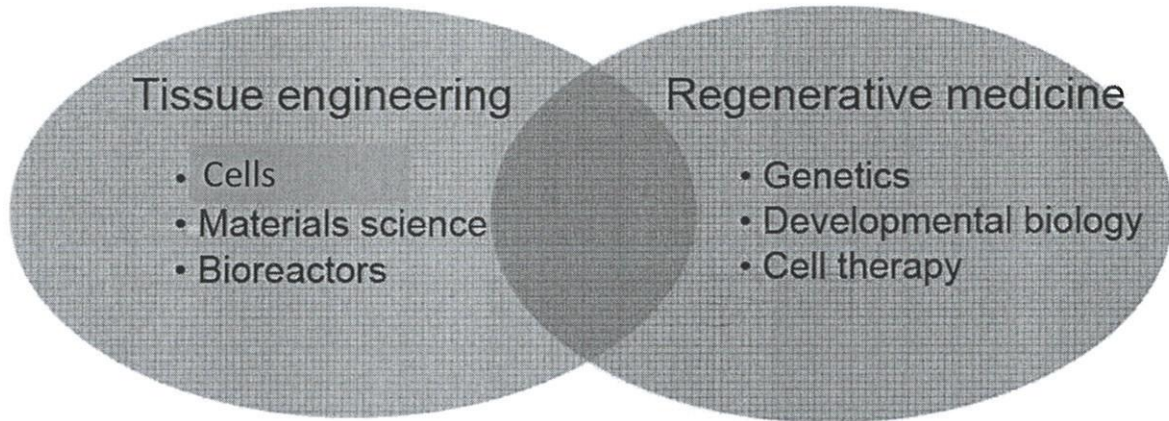 Tissue engineering
• Cells
• Materials science
• Bioreactors
Regenerative medicine
• Genetics
• Developmental biology
• Cell therapy